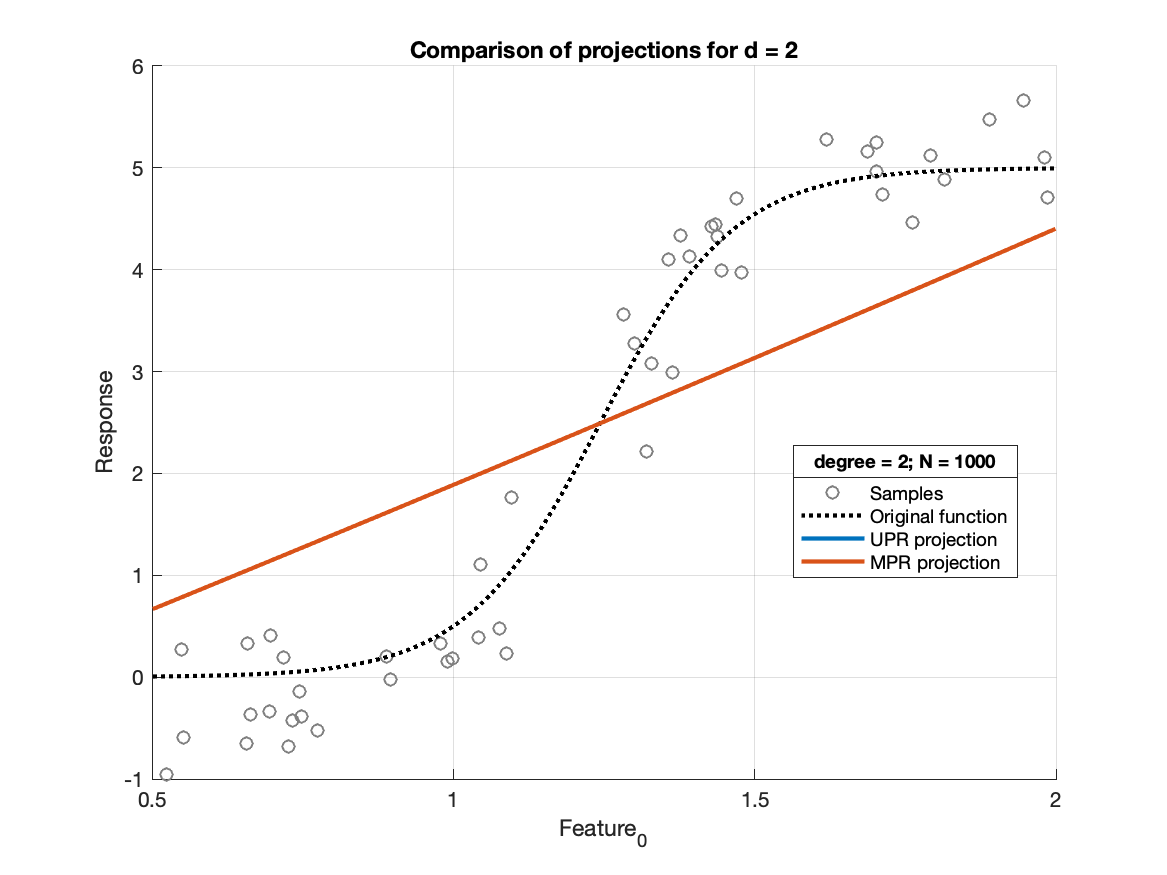 Comparison of projections for d = 2
6
5
4
3
2
1
0
-1
Response
0.5
1
1.5
2
Feature0
degree = 2; N = 1000
Samples
Original function
UPR projection
MPR projection